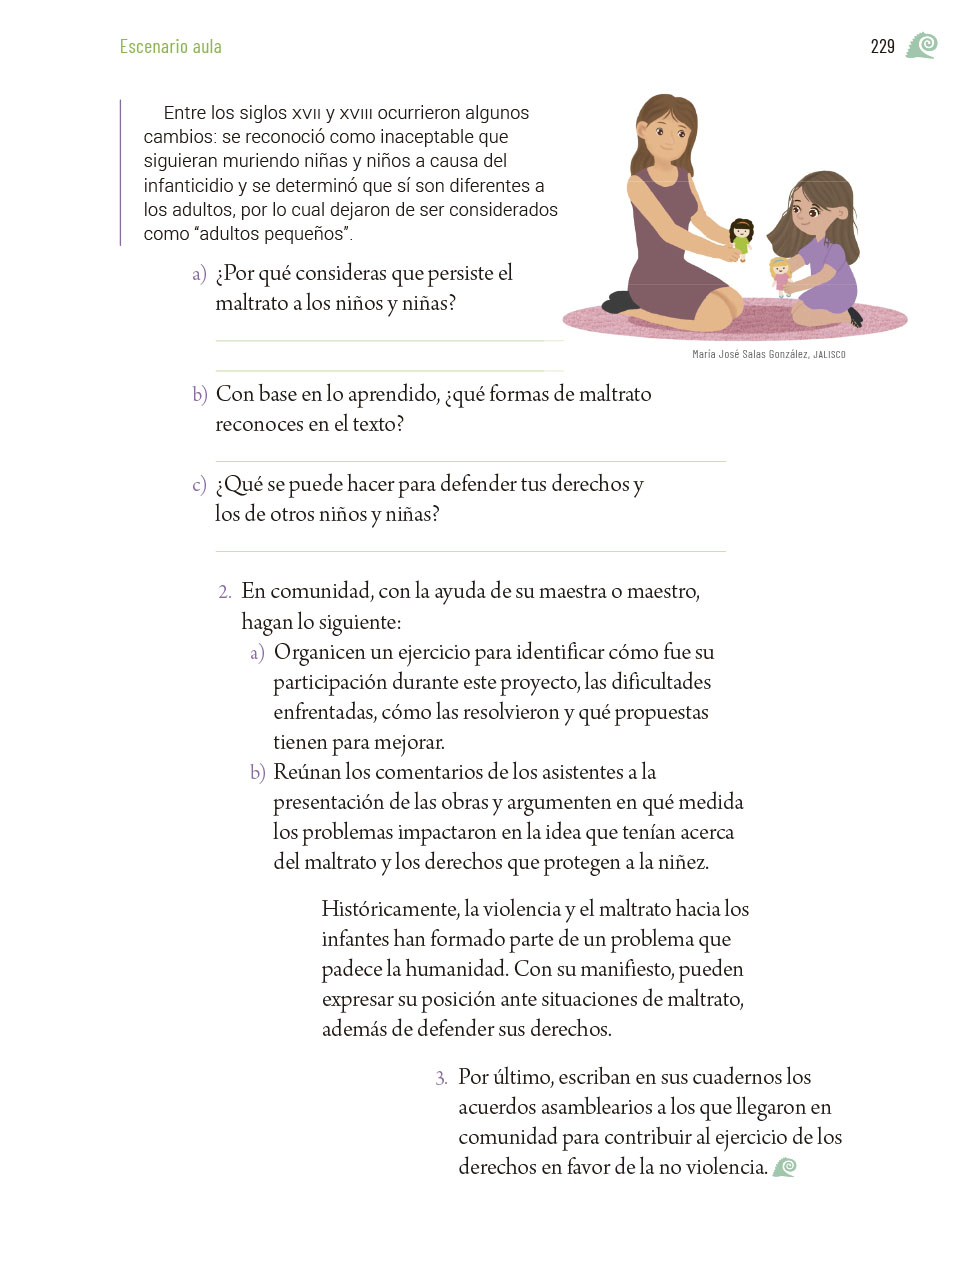 Escenario aula
229
Entre los siglos XVII y XVIII ocurrieron algunos
cambios: se reconoció como inaceptable que
siguieran muriendo niñas y niños a causa del
infanticidio y se determinó que sí son diferentes a
los adultos, por lo cual dejaron de ser considerados
como “adultos pequeños”.
María José Salas González, JALISCO
a) ¿Por qué consideras que persiste el
maltrato a los niños y niñas?
b) Con base en lo aprendido, ¿qué formas de maltrato
reconoces en el texto?
c) ¿Qué se puede hacer para defender tus derechos y
los de otros niños y niñas?
2. En comunidad, con la ayuda de su maestra o maestro,
hagan lo siguiente:
a) Organicen un ejercicio para identificar cómo fue su
participación durante este proyecto, las dificultades
enfrentadas, cómo las resolvieron y qué propuestas
tienen para mejorar.
b) Reúnan los comentarios de los asistentes a la
presentación de las obras y argumenten en qué medida
los problemas impactaron en la idea que tenían acerca
del maltrato y los derechos que protegen a la niñez.
Históricamente, la violencia y el maltrato hacia los
infantes han formado parte de un problema que
padece la humanidad. Con su manifiesto, pueden
expresar su posición ante situaciones de maltrato,
además de defender sus derechos.
3. Por último, escriban en sus cuadernos los
acuerdos asamblearios a los que llegaron en
comunidad para contribuir al ejercicio de los
derechos en favor de la no violencia.